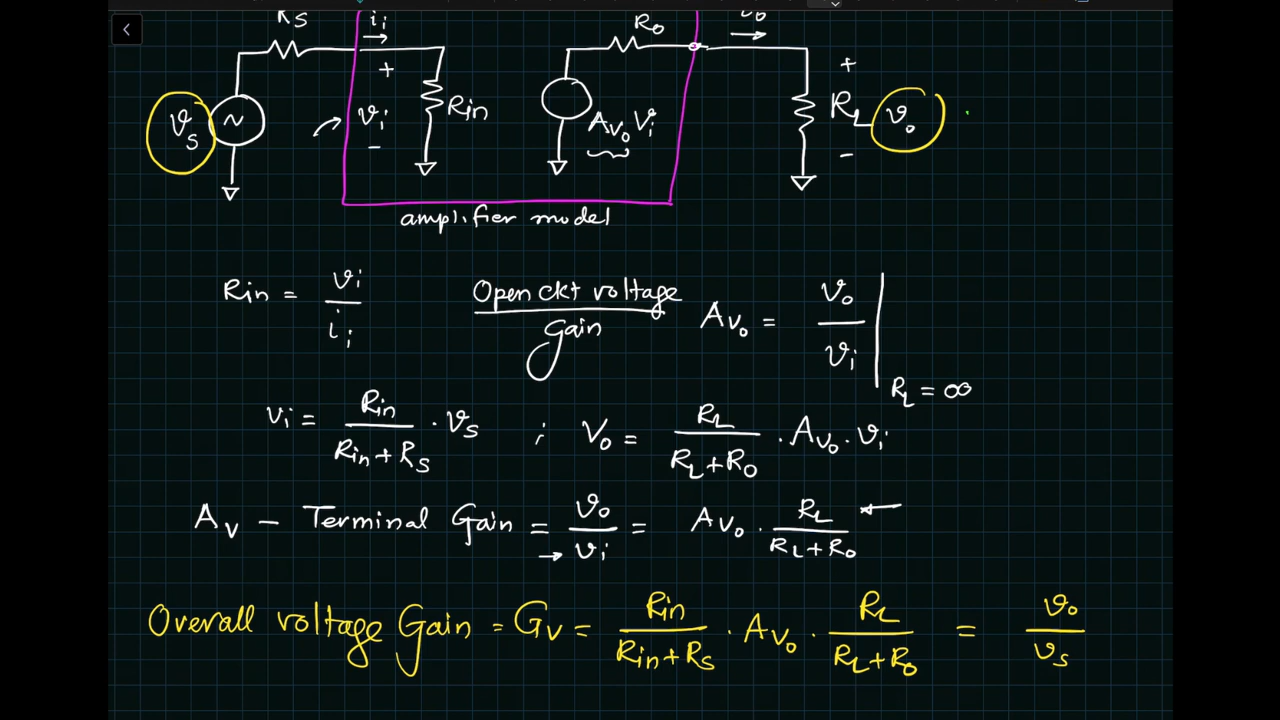 Rs
ii
Ro
+
+
vs
~
vi
Rin
Avo Vi
RL
vo
-
-
amplifier model
Rin = vi / ii
Open ckt voltage
Gain
Avo = vo / vi | RL = ∞
vi = Rin / Rin + Rs · vs ; Vo = RL / RL + Ro · Avo · vi
Av — Terminal Gain = vo / vi = Avo · RL / RL + Ro
Overall voltage Gain = Gv = Rin / Rin + Rs · Avo · RL / RL + Ro = vo / vs